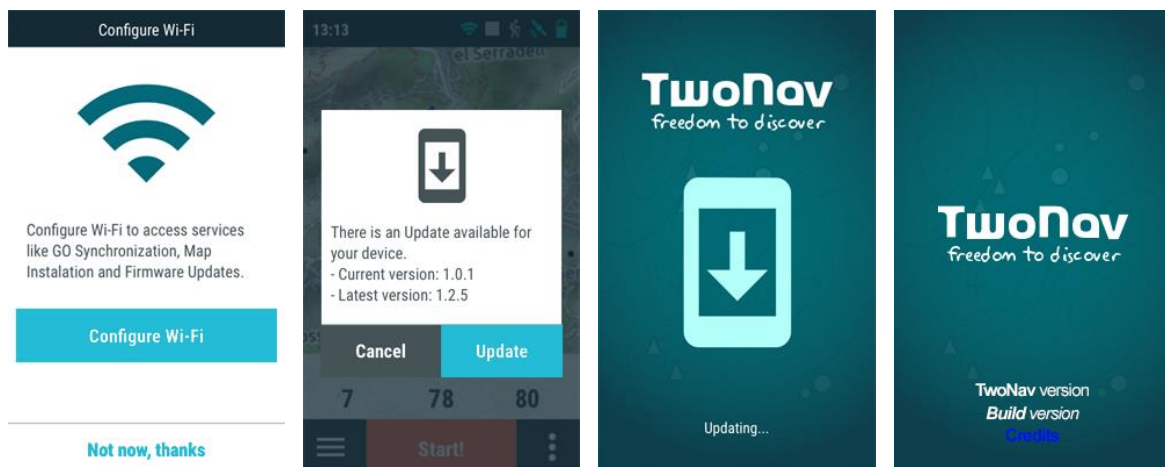 Configure Wi-Fi
Configure Wi-Fi to access services
like GO Synchronization, Map
Instalation and Firmware Updates.
Configure Wi-Fi
Not now, thanks
13:13
el Serradell
There is an Update available for
your device.
- Current version: 1.0.1
- Latest version: 1.2.5
Cancel
Update
7 78 80
Start!
TwoNav
freedom to discover
Updating...
TwoNav
freedom to discover
TwoNav version
Build version
Credits